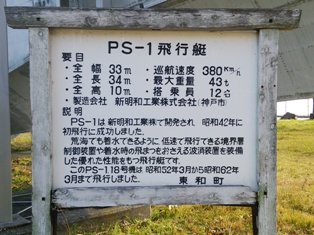 PS-1飛行艇
要目
・全 幅 33m ・巡航速度 380Km/h
・全 長 34m ・最大重量 43t
・全 高 10m ・搭 乗 員 12名
・製造会社 新明和工業株式会社(神戸市)
説明
PS-1は新明和工業株で開発され 昭和42年に
初飛行に成功しました.
荒海でも着水できるように 低速で飛行できる境界層
制御装置や着水時の飛まつをおさえる波消装置を装備
した優れた性能をもつ飛行艇です.
このPS-1.18号機は 昭和52年3月から昭和62年
3月まで飛行しました.
東 和 町